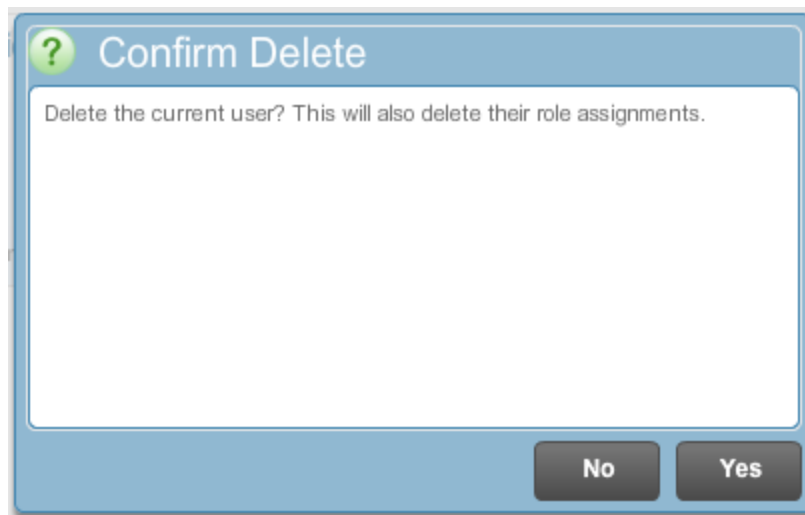 ?
Confirm Delete
Delete the current user? This will also delete their role assignments.
No
Yes